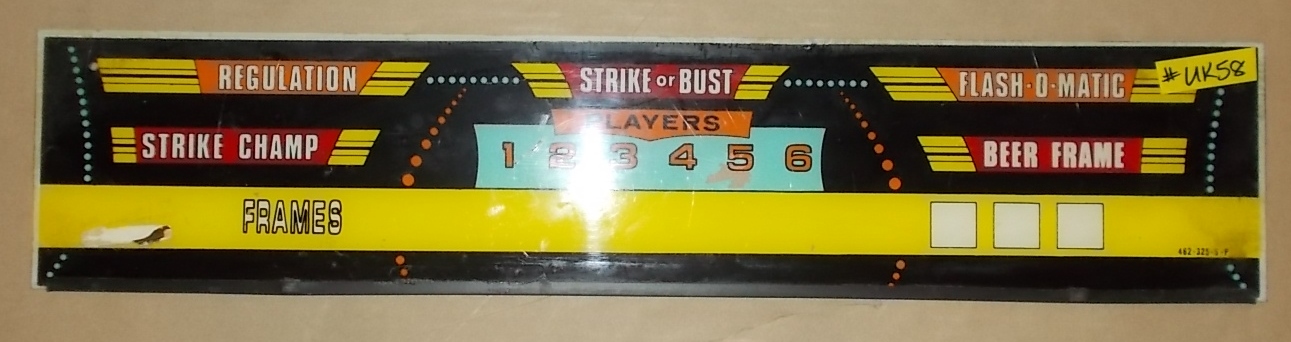 REGULATION
STRIKE or BUST
FLASH-O-MATIC
#UK58
PLAYERS
STRIKE CHAMP
1 2 3 4 5 6
BEER FRAME
FRAMES